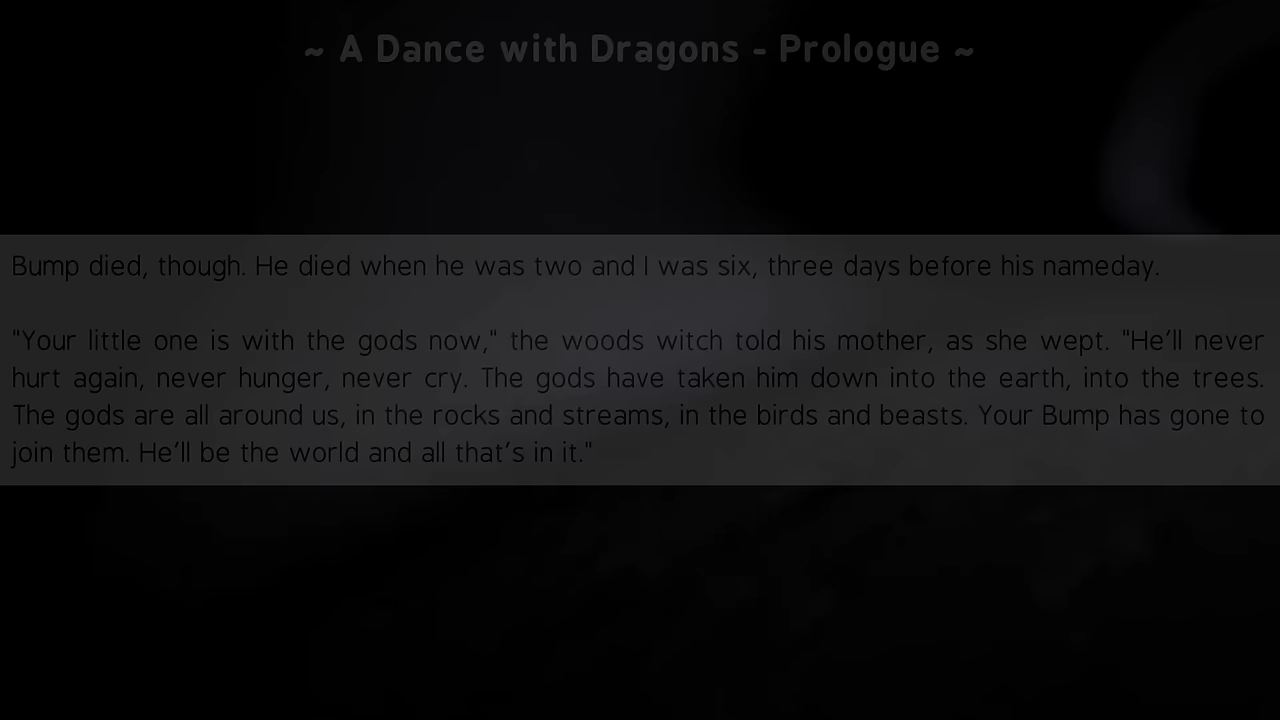 ~ A Dance with Dragons - Prologue ~
Bump died, though. He died when he was two and I was six, three days before his nameday.
"Your little one is with the gods now," the woods witch told his mother, as she wept. "He’ll never
hurt again, never hunger, never cry. The gods have taken him down into the earth, into the trees.
The gods are all around us, in the rocks and streams, in the birds and beasts. Your Bump has gone to
join them. He’ll be the world and all that’s in it."